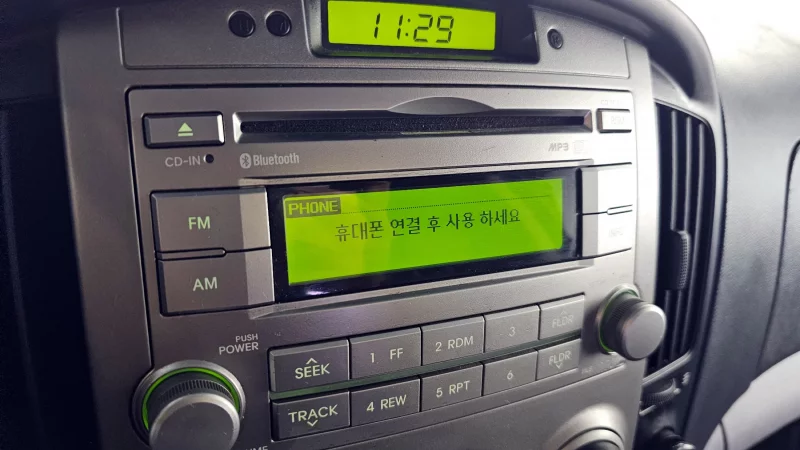 11:29
CD-IN
Bluetooth
MP3
PHONE
휴대폰 연결 후 사용 하세요
FM
AM
PUSH
POWER
SEEK
1 FF
2 RDM
3
FLDR
TRACK
4 REW
5 RPT
6
FLDR